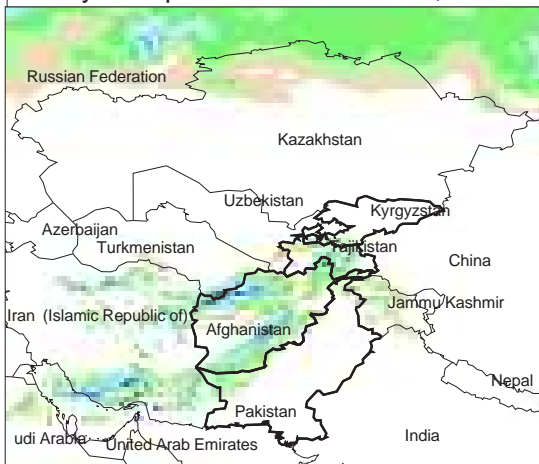 Russian Federation
Kazakhstan
Uzbekistan
Kyrgyzstan
Azerbaijan
Turkmenistan
Tajikistan
China
Iran (Islamic Republic of)
Jammu/Kashmir
Afghanistan
Nepal
Pakistan
udi Arabia
United Arab Emirates
India